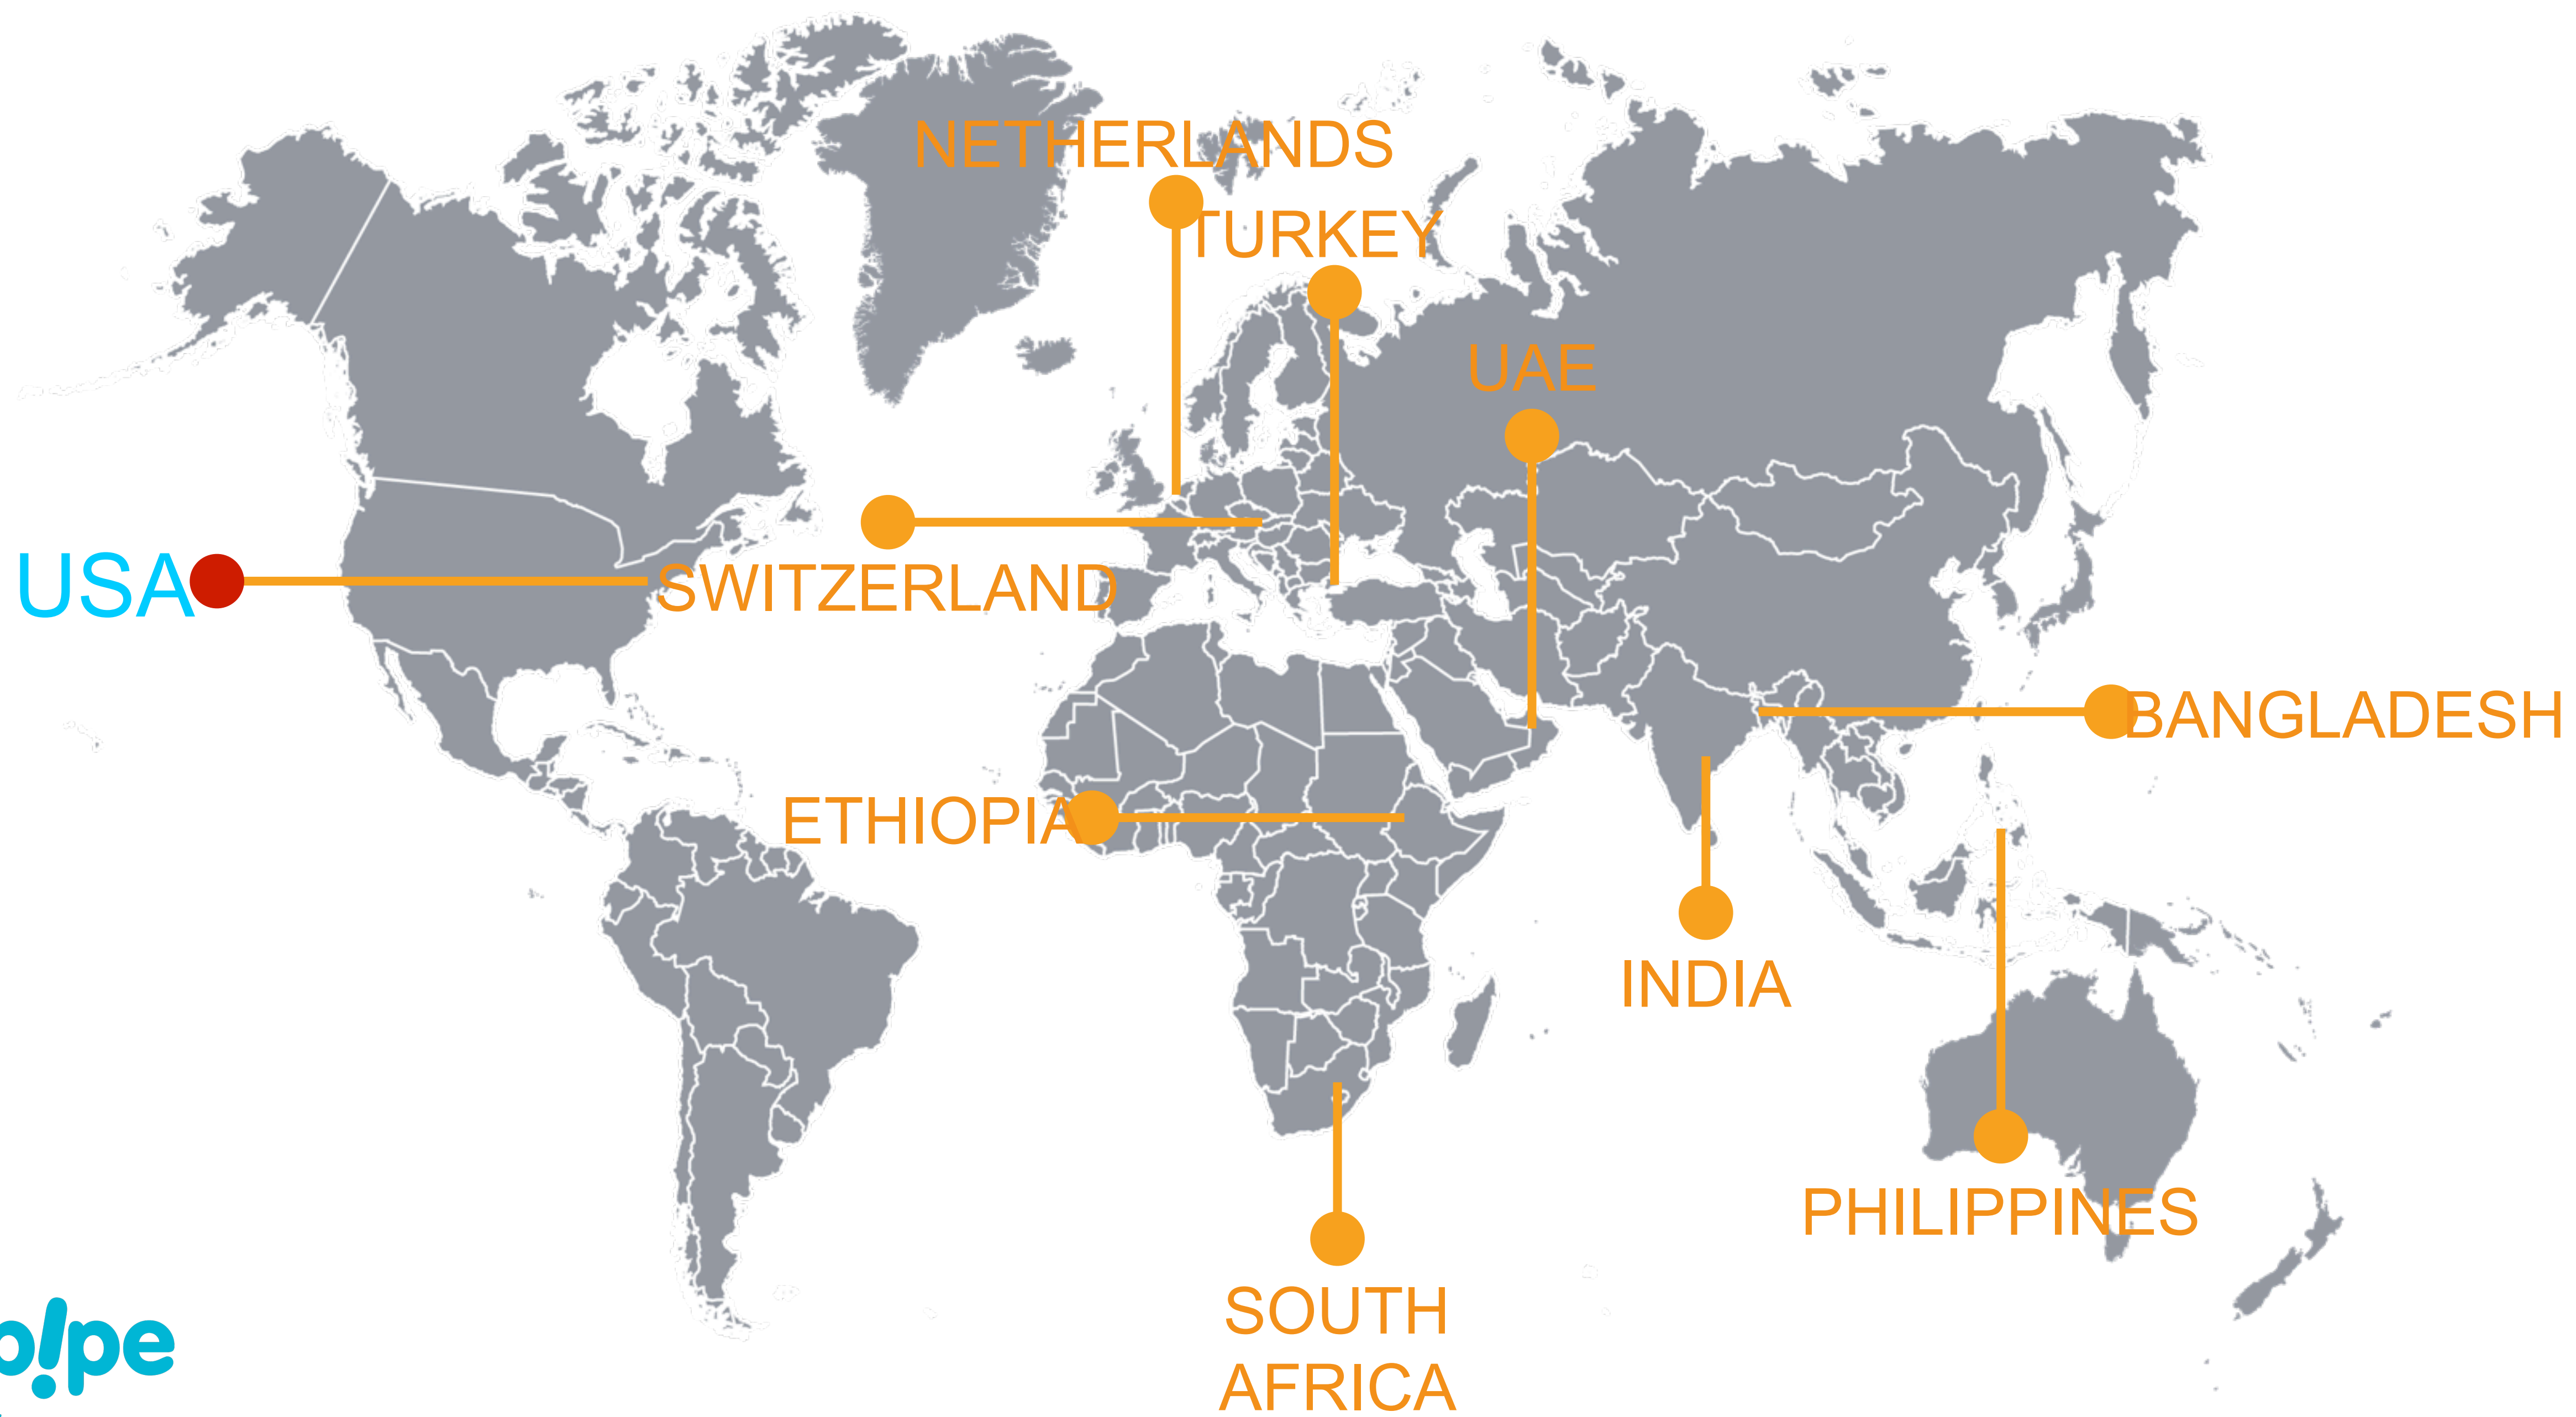 NETHERLANDS
TURKEY
UAE
USA
SWITZERLAND
BANGLADESH
ETHIOPIA
INDIA
PHILIPPINES
SOUTH
AFRICA